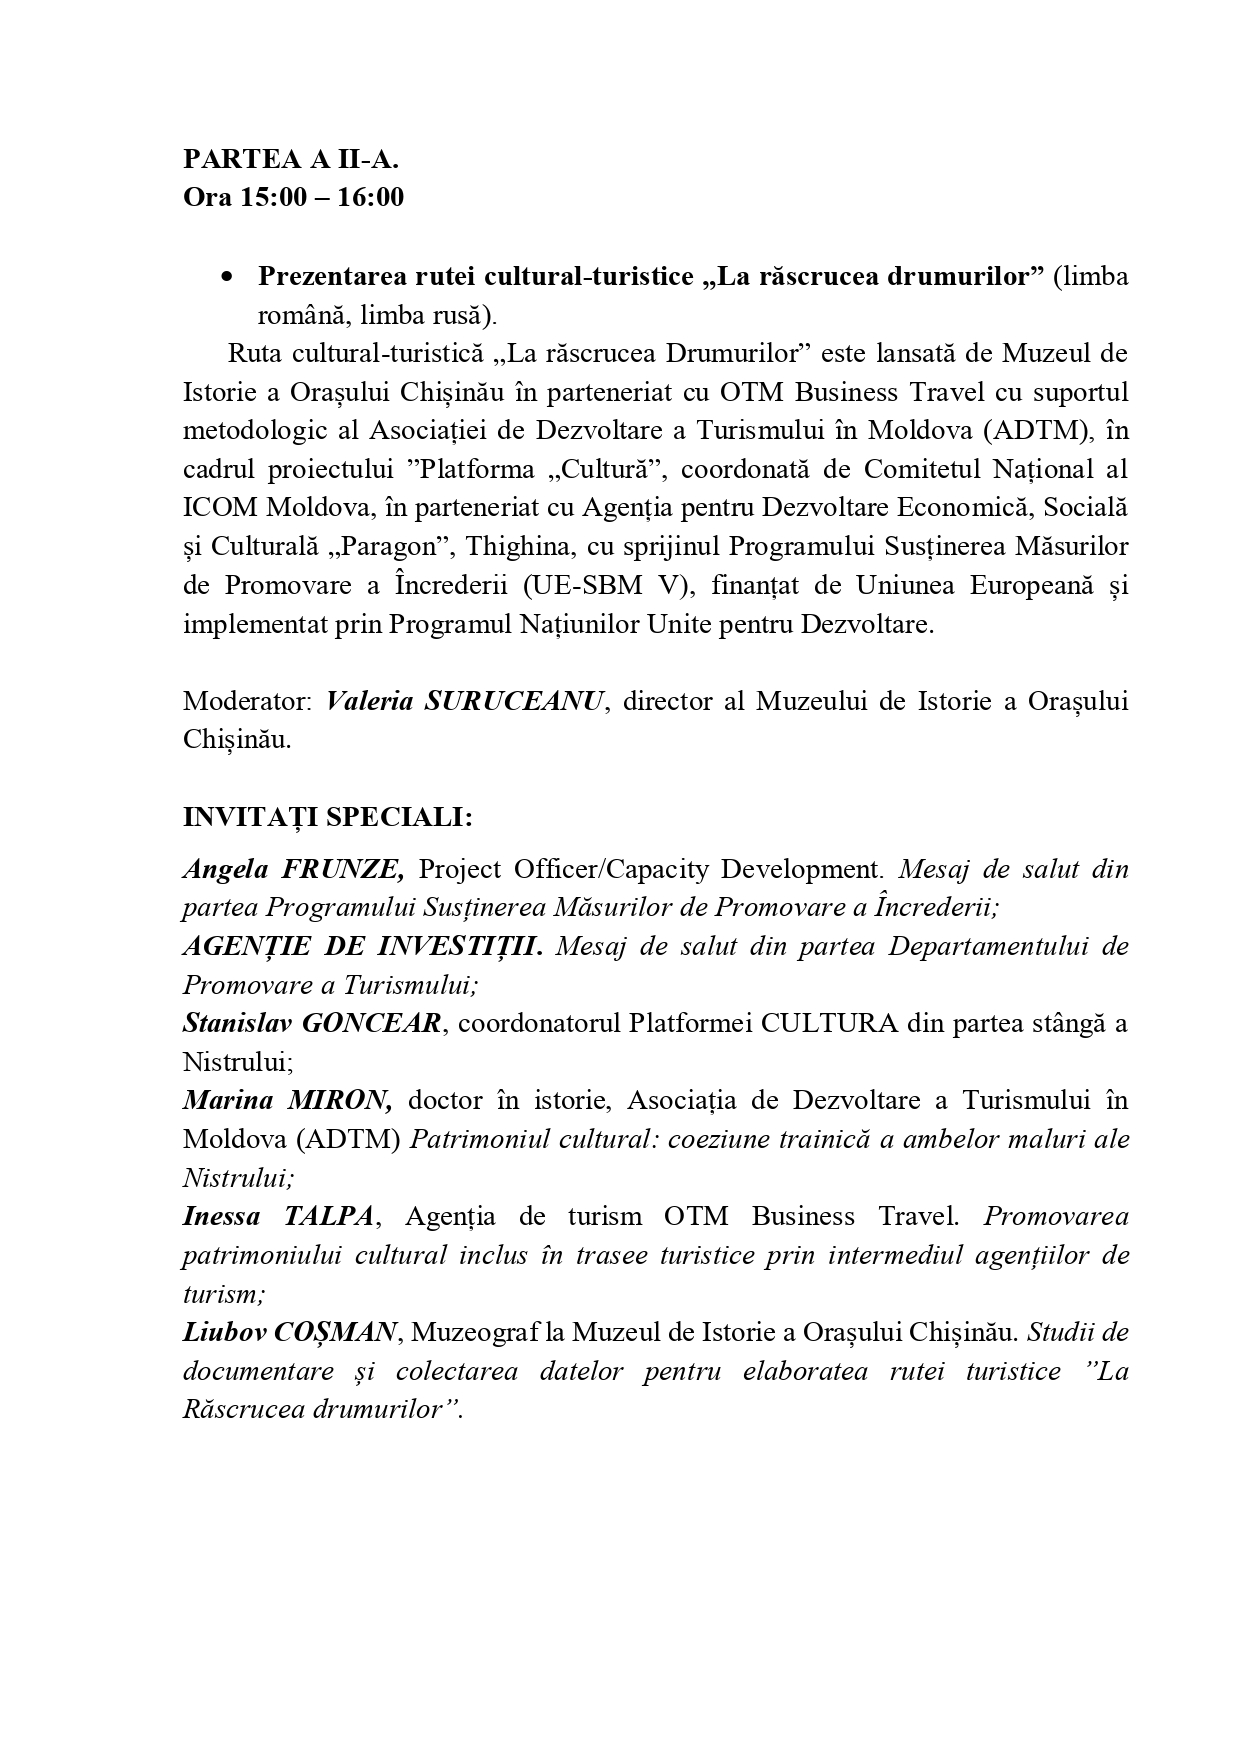 PARTEA A II-A.
Ora 15:00 – 16:00
• Prezentarea rutei cultural-turistice „La răscrucea drumurilor” (limba
română, limba rusă).
Ruta cultural-turistică „La răscrucea Drumurilor” este lansată de Muzeul de
Istorie a Orașului Chișinău în parteneriat cu OTM Business Travel cu suportul
metodologic al Asociației de Dezvoltare a Turismului în Moldova (ADTM), în
cadrul proiectului ”Platforma „Cultură”, coordonată de Comitetul Național al
ICOM Moldova, în parteneriat cu Agenția pentru Dezvoltare Economică, Socială
și Culturală „Paragon”, Thighina, cu sprijinul Programului Susținerea Măsurilor
de Promovare a Încrederii (UE-SBM V), finanțat de Uniunea Europeană și
implementat prin Programul Națiunilor Unite pentru Dezvoltare.
Moderator: Valeria SURUCEANU, director al Muzeului de Istorie a Orașului
Chișinău.
INVITAȚI SPECIALI:
Angela FRUNZE, Project Officer/Capacity Development. Mesaj de salut din
partea Programului Susținerea Măsurilor de Promovare a Încrederii;
AGENȚIE DE INVESTIȚII. Mesaj de salut din partea Departamentului de
Promovare a Turismului;
Stanislav GONCEAR, coordonatorul Platformei CULTURA din partea stângă a
Nistrului;
Marina MIRON, doctor în istorie, Asociația de Dezvoltare a Turismului în
Moldova (ADTM) Patrimoniul cultural: coeziune trainică a ambelor maluri ale
Nistrului;
Inessa TALPA, Agenția de turism OTM Business Travel. Promovarea
patrimoniului cultural inclus în trasee turistice prin intermediul agențiilor de
turism;
Liubov COȘMAN, Muzeograf la Muzeul de Istorie a Orașului Chișinău. Studii de
documentare și colectarea datelor pentru elaboratea rutei turistice ”La
Răscrucea drumurilor”.